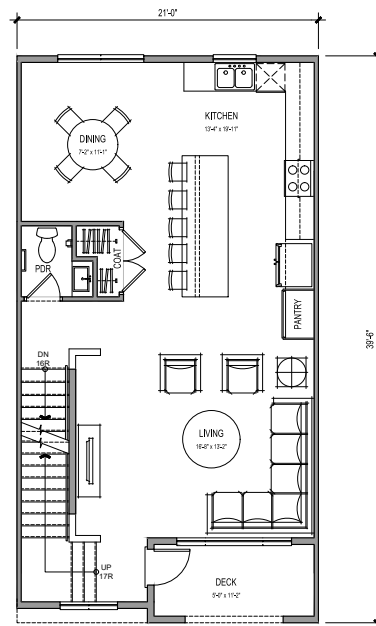 21'-0"
KITCHEN
13'-4" x 19'-11"
DINING
7'-2" x 11'-1"
COAT
PDR
PANTRY
39'-6"
DN
16R
LIVING
16'-8" x 13'-2"
UP
17R
DECK
5'-0" x 11'-2"